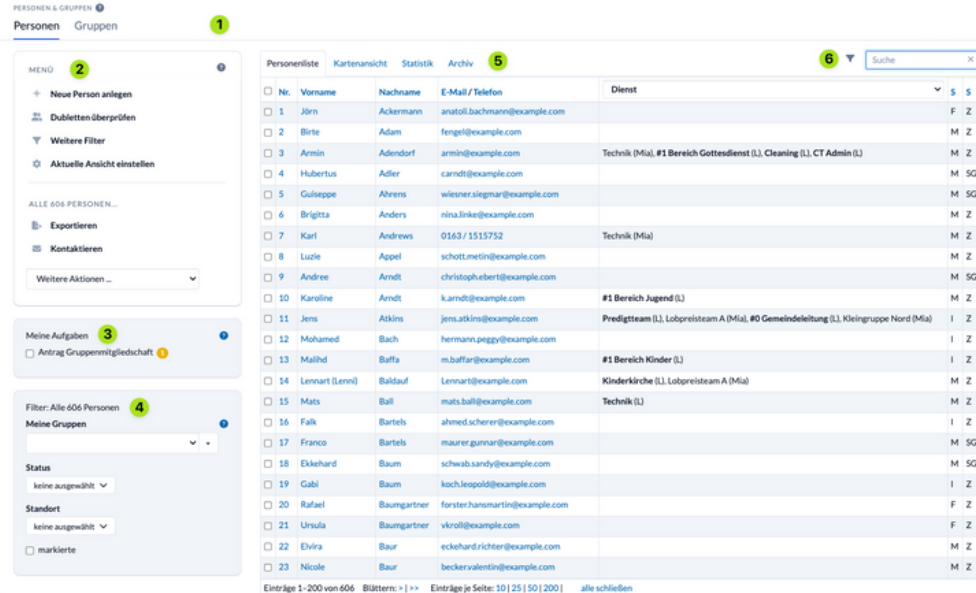 PERSONEN & GRUPPEN
Personen Gruppen 1
MENÜ 2
Neue Person anlegen
Dubletten überprüfen
Weitere Filter
Aktuelle Ansicht einstellen
ALLE 606 PERSONEN...
Exportieren
Kontaktieren
Weitere Aktionen ...
Meine Aufgaben 3
Antrag Gruppenmitgliedschaft 1
Filter: Alle 606 Personen 4
Meine Gruppen
Status
keine ausgewählt
Standort
keine ausgewählt
markierte
Personenliste Kartenansicht Statistik Archiv 5 6 Suche
Nr. Vorname Nachname E-Mail / Telefon Dienst S S
1 Jörn Ackermann anatoli.bachmann@example.com F Z
2 Birte Adam fengel@example.com M Z
3 Armin Adendorf armin@example.com Technik (Mia), #1 Bereich Gottesdienst (L), Cleaning (L), CT Admin (L) M Z
4 Hubertus Adler carndt@example.com M SG
5 Guiseppe Ahrens wiesner.siegmar@example.com M SG
6 Brigitta Anders nina.linke@example.com M Z
7 Karl Andrews 0163 / 1515752 Technik (Mia) M Z
8 Luzie Appel schott.metin@example.com M Z
9 Andree Arndt christoph.ebert@example.com M SG
10 Karoline Arndt k.arndt@example.com #1 Bereich Jugend (L) M Z
11 Jens Atkins jens.atkins@example.com Predigtteam (L), Lobpreisteam A (Mia), #0 Gemeindeleitung (L), Kleingruppe Nord (Mia) I Z
12 Mohamed Bach hermann.peggy@example.com I Z
13 Malihd Baffa m.baffar@example.com #1 Bereich Kinder (L) I Z
14 Lennart (Lenni) Baldauf Lennart@example.com Kinderkirche (L), Lobpreisteam A (Mia) M Z
15 Mats Ball mats.ball@example.com Technik (L) M Z
16 Falk Bartels ahmed.scherer@example.com I Z
17 Franco Bartels maurer.gunnar@example.com M SG
18 Ekkehard Baum schwab.sandy@example.com M SG
19 Gabi Baum koch.leopold@example.com I Z
20 Rafael Baumgartner forster.hansmartin@example.com F Z
21 Ursula Baumgartner vkroll@example.com F Z
22 Elvira Baur eckehard.richter@example.com M Z
23 Nicole Baur becker.valentin@example.com M Z
Einträge 1–200 von 606 Blättern: > | >> Einträge je Seite: 10 | 25 | 50 | 200 | alle schließen